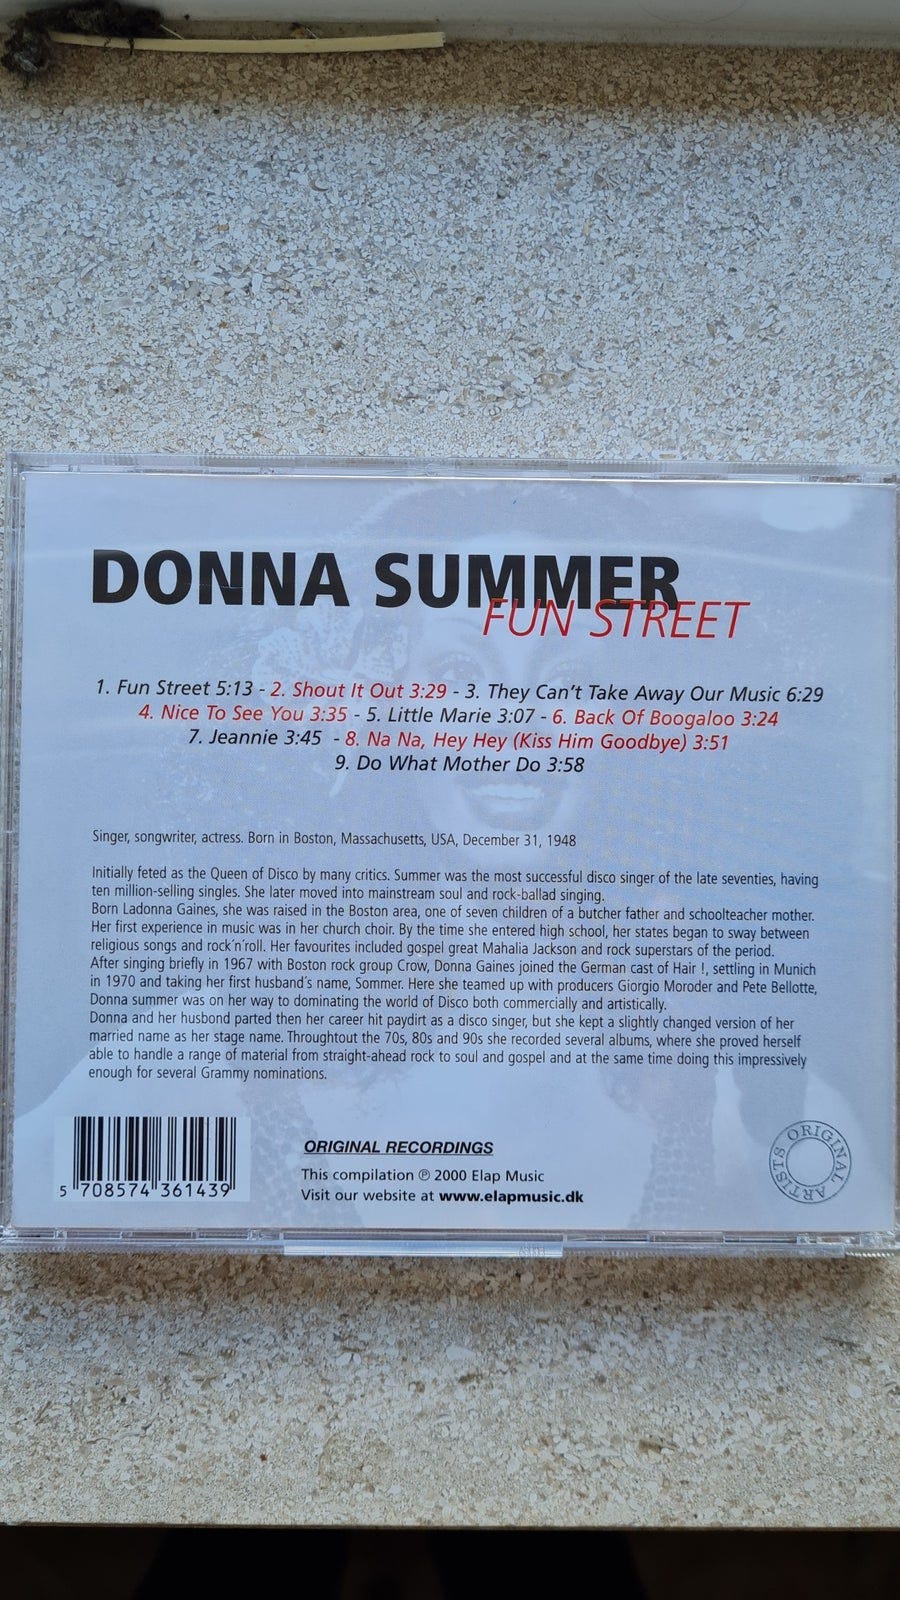 DONNA SUMMER
FUN STREET
1. Fun Street 5:13 - 2. Shout It Out 3:29 - 3. They Can't Take Away Our Music 6:29
4. Nice To See You 3:35 - 5. Little Marie 3:07 - 6. Back Of Boogaloo 3:24
7. Jeannie 3:45 - 8. Na Na, Hey Hey (Kiss Him Goodbye) 3:51
9. Do What Mother Do 3:58
Singer, songwriter, actress. Born in Boston, Massachusetts, USA, December 31, 1948
Initially feted as the Queen of Disco by many critics. Summer was the most successful disco singer of the late seventies, having
ten million-selling singles. She later moved into mainstream soul and rock-ballad singing.
Born Ladonna Gaines, she was raised in the Boston area, one of seven children of a butcher father and schoolteacher mother.
Her first experience in music was in her church choir. By the time she entered high school, her states began to sway between
religious songs and rock´n´roll. Her favourites included gospel great Mahalia Jackson and rock superstars of the period.
After singing briefly in 1967 with Boston rock group Crow, Donna Gaines joined the German cast of Hair !, settling in Munich
in 1970 and taking her first husband´s name, Sommer. Here she teamed up with producers Giorgio Moroder and Pete Bellotte,
Donna summer was on her way to dominating the world of Disco both commercially and artistically.
Donna and her husbond parted then her career hit paydirt as a disco singer, but she kept a slightly changed version of her
married name as her stage name. Throughtout the 70s, 80s and 90s she recorded several albums, where she proved herself
able to handle a range of material from straight-ahead rock to soul and gospel and at the same time doing this impressively
enough for several Grammy nominations.
5 708574 361439
ORIGINAL RECORDINGS
This compilation ℗ 2000 Elap Music
Visit our website at www.elapmusic.dk
ORIGINAL ARTISTS